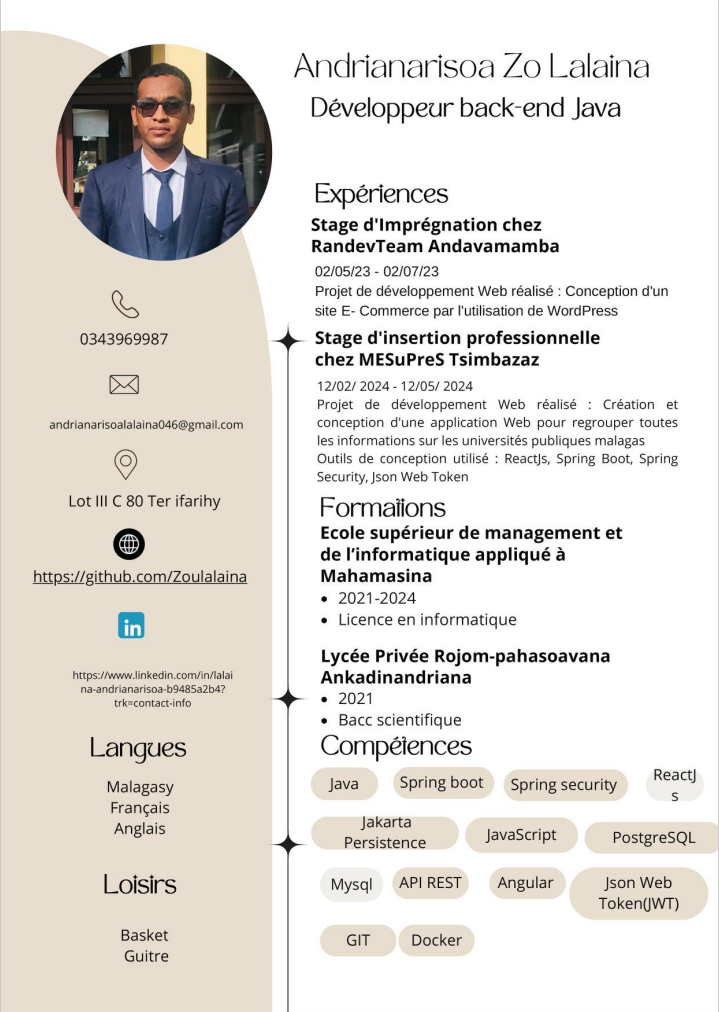 Andrianarisoa Zo Lalaina
Développeur back-end Java
0343969987
andrianarisoalalaina046@gmail.com
Lot III C 80 Ter ifarihy
https://github.com/Zoulalaina
in
https://www.linkedin.com/in/lalai
na-andrianarisoa-b9485a2b4?
trk=contact-info
Langues
Malagasy
Français
Anglais
Loisirs
Basket
Guitre
Expériences
Stage d'Imprégnation chez
RandevTeam Andavamamba
02/05/23 - 02/07/23
Projet de développement Web réalisé : Conception d'un
site E- Commerce par l'utilisation de WordPress
Stage d'insertion professionnelle
chez MESuPreS Tsimbazaz
12/02/ 2024 - 12/05/ 2024
Projet de développement Web réalisé : Création et
conception d'une application Web pour regrouper toutes
les informations sur les universités publiques malagas
Outils de conception utilisé : ReactJs, Spring Boot, Spring
Security, Json Web Token
Formations
Ecole supérieur de management et
de l'informatique appliqué à
Mahamasina
• 2021-2024
• Licence en informatique
Lycée Privée Rojom-pahasoavana
Ankadinandriana
• 2021
• Bacc scientifique
Compétences
Java
Spring boot
Spring security
ReactJ
s
Jakarta
Persistence
JavaScript
PostgreSQL
Mysql
API REST
Angular
Json Web
Token(JWT)
GIT
Docker